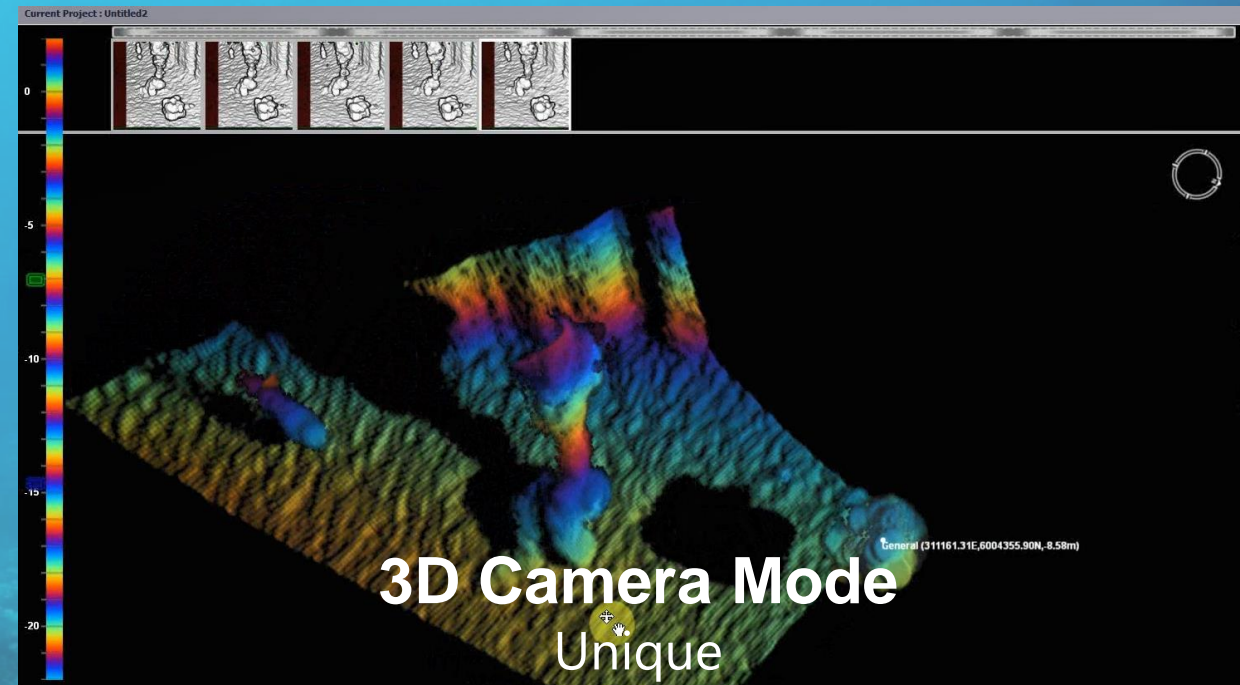 Current Project : Untitled2
0
-5
-10
-15
-20
General (311161.31E,6004355.90N,-8.58m)
3D Camera Mode
Unique